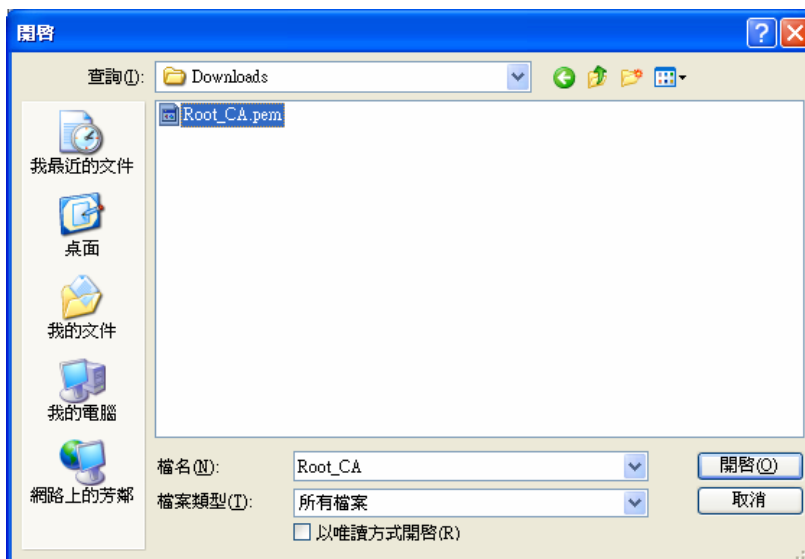 開啓
查詢(I):
Downloads
Root_CA.pem
我最近的文件
桌面
我的文件
我的電腦
網路上的芳鄰
檔名(N):
Root_CA
開啓(O)
檔案類型(T):
所有檔案
取消
以唯讀方式開啓(R)